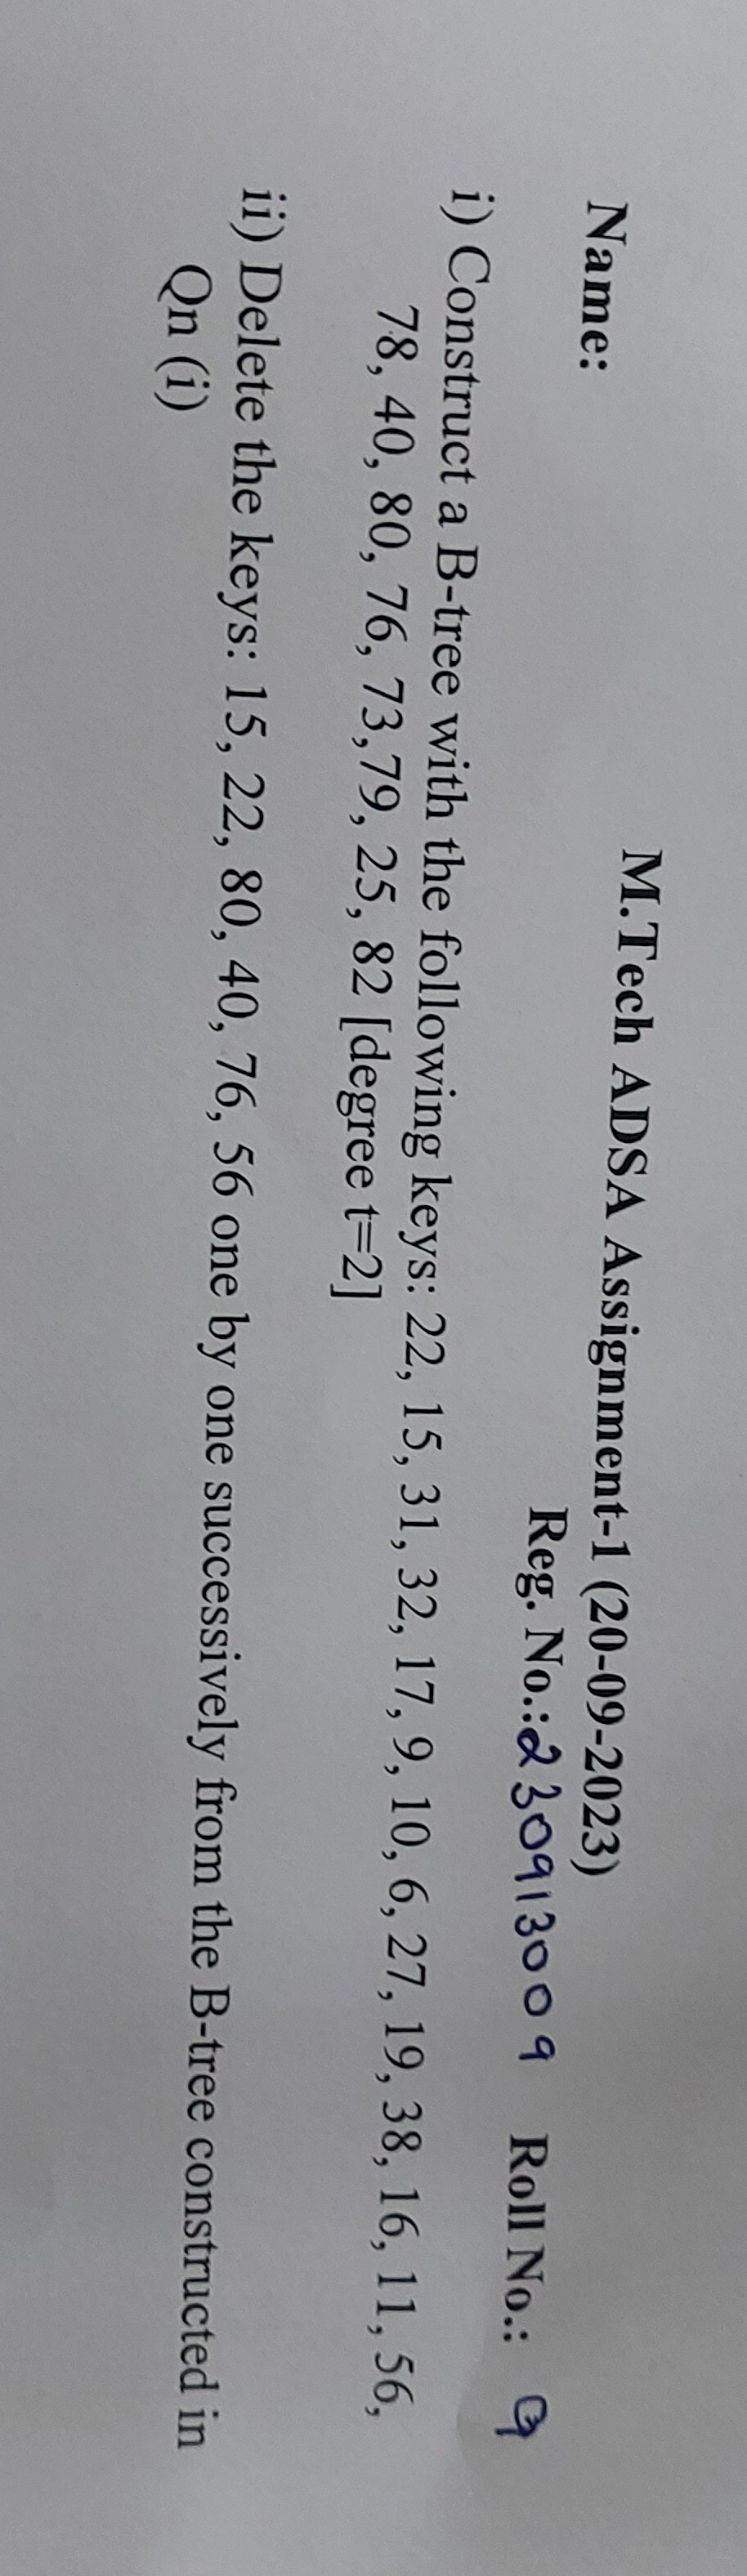 M.Tech ADSA Assignment-1 (20-09-2023)
Name:
Reg. No.:230913009 Roll No.: 9
i) Construct a B-tree with the following keys: 22, 15, 31, 32, 17, 9, 10, 6, 27, 19, 38, 16, 11, 56,
78, 40, 80, 76, 73,79, 25, 82 [degree t=2]
ii) Delete the keys: 15, 22, 80, 40, 76, 56 one by one successively from the B-tree constructed in
Qn (i)